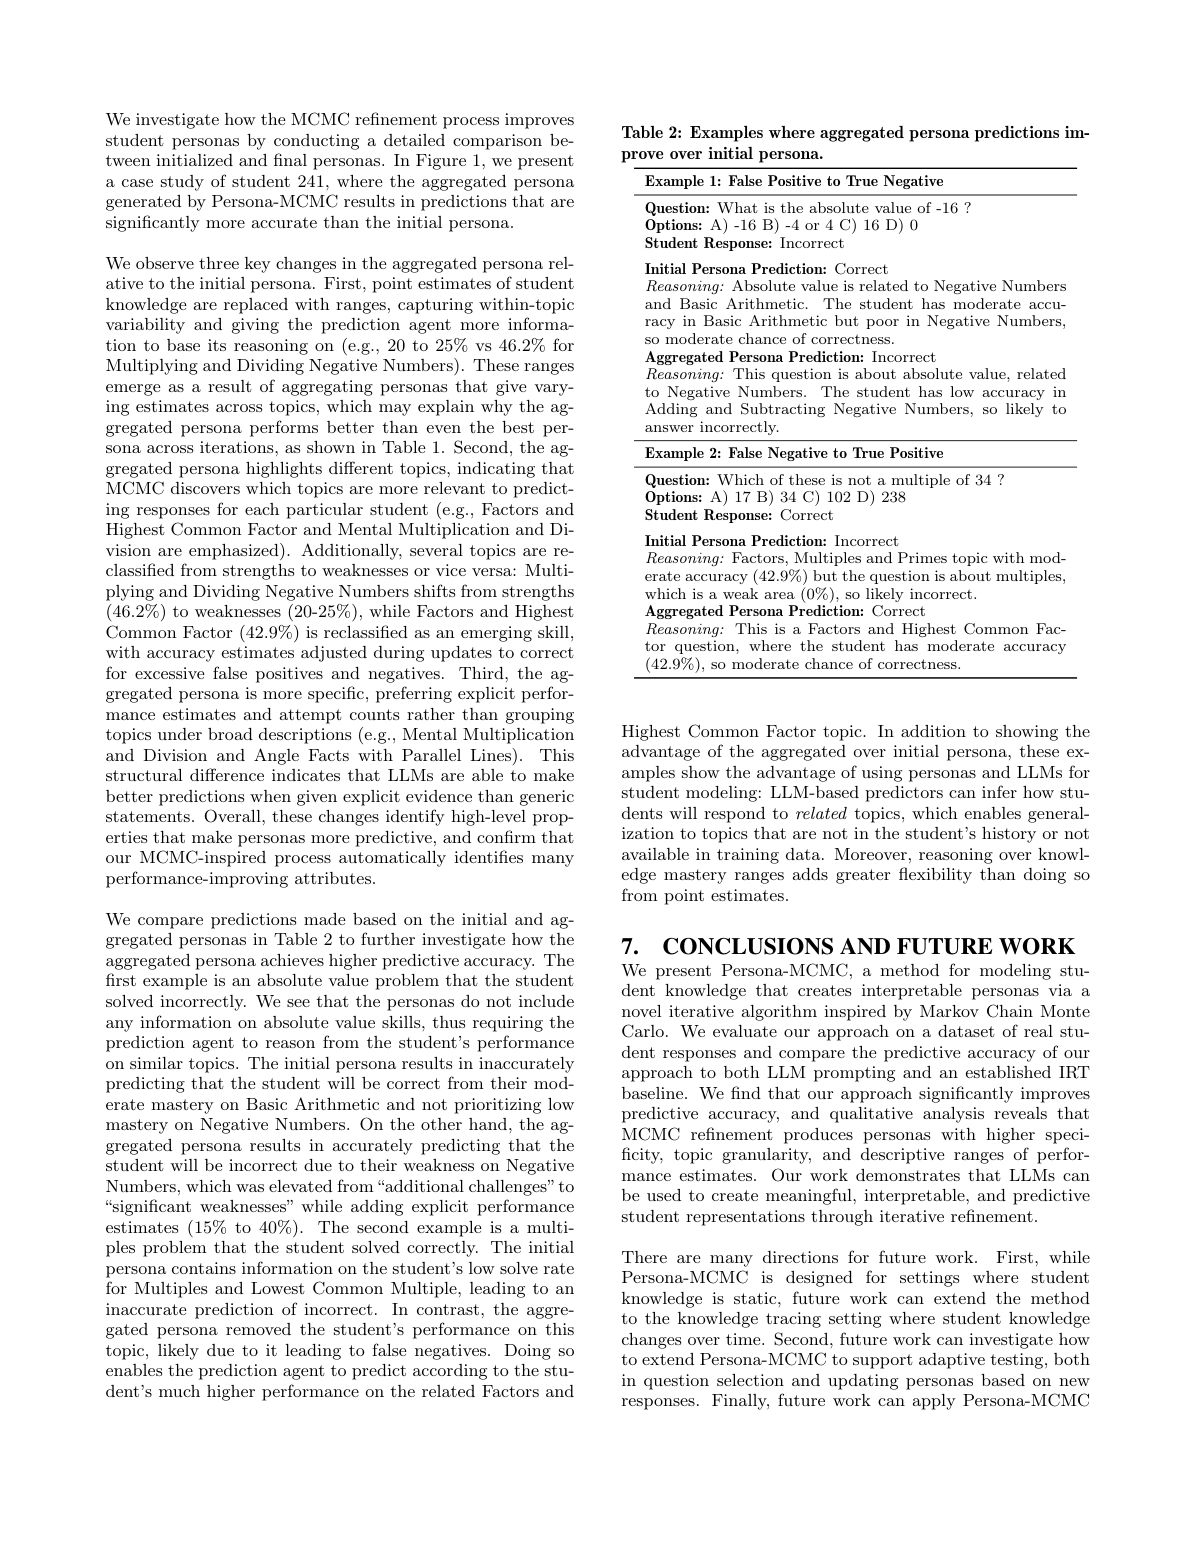 We investigate how the MCMC refinement process improves
student personas by conducting a detailed comparison be-
tween initialized and final personas. In Figure 1, we present
a case study of student 241, where the aggregated persona
generated by Persona-MCMC results in predictions that are
significantly more accurate than the initial persona.
We observe three key changes in the aggregated persona rel-
ative to the initial persona. First, point estimates of student
knowledge are replaced with ranges, capturing within-topic
variability and giving the prediction agent more informa-
tion to base its reasoning on (e.g., 20 to 25% vs 46.2% for
Multiplying and Dividing Negative Numbers). These ranges
emerge as a result of aggregating personas that give vary-
ing estimates across topics, which may explain why the ag-
gregated persona performs better than even the best per-
sona across iterations, as shown in Table 1. Second, the ag-
gregated persona highlights different topics, indicating that
MCMC discovers which topics are more relevant to predict-
ing responses for each particular student (e.g., Factors and
Highest Common Factor and Mental Multiplication and Di-
vision are emphasized). Additionally, several topics are re-
classified from strengths to weaknesses or vice versa: Multi-
plying and Dividing Negative Numbers shifts from strengths
(46.2%) to weaknesses (20-25%), while Factors and Highest
Common Factor (42.9%) is reclassified as an emerging skill,
with accuracy estimates adjusted during updates to correct
for excessive false positives and negatives. Third, the ag-
gregated persona is more specific, preferring explicit perfor-
mance estimates and attempt counts rather than grouping
topics under broad descriptions (e.g., Mental Multiplication
and Division and Angle Facts with Parallel Lines). This
structural difference indicates that LLMs are able to make
better predictions when given explicit evidence than generic
statements. Overall, these changes identify high-level prop-
erties that make personas more predictive, and confirm that
our MCMC-inspired process automatically identifies many
performance-improving attributes.
We compare predictions made based on the initial and ag-
gregated personas in Table 2 to further investigate how the
aggregated persona achieves higher predictive accuracy. The
first example is an absolute value problem that the student
solved incorrectly. We see that the personas do not include
any information on absolute value skills, thus requiring the
prediction agent to reason from the student's performance
on similar topics. The initial persona results in inaccurately
predicting that the student will be correct from their mod-
erate mastery on Basic Arithmetic and not prioritizing low
mastery on Negative Numbers. On the other hand, the ag-
gregated persona results in accurately predicting that the
student will be incorrect due to their weakness on Negative
Numbers, which was elevated from “additional challenges” to
“significant weaknesses” while adding explicit performance
estimates (15% to 40%). The second example is a multi-
ples problem that the student solved correctly. The initial
persona contains information on the student's low solve rate
for Multiples and Lowest Common Multiple, leading to an
inaccurate prediction of incorrect. In contrast, the aggre-
gated persona removed the student's performance on this
topic, likely due to it leading to false negatives. Doing so
enables the prediction agent to predict according to the stu-
dent's much higher performance on the related Factors and
Table 2: Examples where aggregated persona predictions im-
prove over initial persona.
Example 1: False Positive to True Negative
Question: What is the absolute value of -16 ?
Options: A) -16 B) -4 or 4 C) 16 D) 0
Student Response: Incorrect
Initial Persona Prediction: Correct
Reasoning: Absolute value is related to Negative Numbers
and Basic Arithmetic. The student has moderate accu-
racy in Basic Arithmetic but poor in Negative Numbers,
so moderate chance of correctness.
Aggregated Persona Prediction: Incorrect
Reasoning: This question is about absolute value, related
to Negative Numbers. The student has low accuracy in
Adding and Subtracting Negative Numbers, so likely to
answer incorrectly.
Example 2: False Negative to True Positive
Question: Which of these is not a multiple of 34 ?
Options: A) 17 B) 34 C) 102 D) 238
Student Response: Correct
Initial Persona Prediction: Incorrect
Reasoning: Factors, Multiples and Primes topic with mod-
erate accuracy (42.9%) but the question is about multiples,
which is a weak area (0%), so likely incorrect.
Aggregated Persona Prediction: Correct
Reasoning: This is a Factors and Highest Common Fac-
tor question, where the student has moderate accuracy
(42.9%), so moderate chance of correctness.
Highest Common Factor topic. In addition to showing the
advantage of the aggregated over initial persona, these ex-
amples show the advantage of using personas and LLMs for
student modeling: LLM-based predictors can infer how stu-
dents will respond to related topics, which enables general-
ization to topics that are not in the student's history or not
available in training data. Moreover, reasoning over knowl-
edge mastery ranges adds greater flexibility than doing so
from point estimates.
7. CONCLUSIONS AND FUTURE WORK
We present Persona-MCMC, a method for modeling stu-
dent knowledge that creates interpretable personas via a
novel iterative algorithm inspired by Markov Chain Monte
Carlo. We evaluate our approach on a dataset of real stu-
dent responses and compare the predictive accuracy of our
approach to both LLM prompting and an established IRT
baseline. We find that our approach significantly improves
predictive accuracy, and qualitative analysis reveals that
MCMC refinement produces personas with higher speci-
ficity, topic granularity, and descriptive ranges of perfor-
mance estimates. Our work demonstrates that LLMs can
be used to create meaningful, interpretable, and predictive
student representations through iterative refinement.
There are many directions for future work. First, while
Persona-MCMC is designed for settings where student
knowledge is static, future work can extend the method
to the knowledge tracing setting where student knowledge
changes over time. Second, future work can investigate how
to extend Persona-MCMC to support adaptive testing, both
in question selection and updating personas based on new
responses. Finally, future work can apply Persona-MCMC